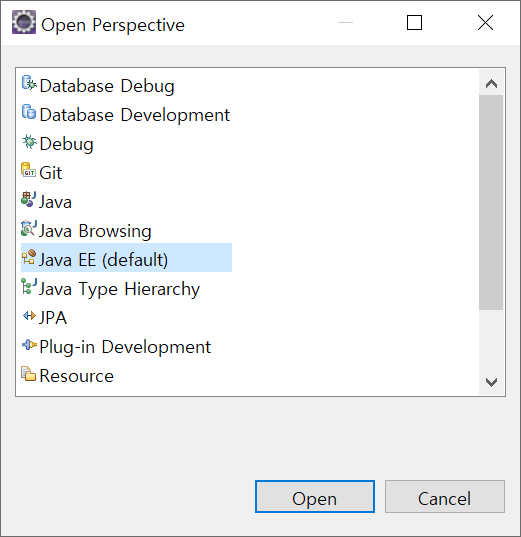 Open Perspective
Database Debug
Database Development
Debug
Git
Java
Java Browsing
Java EE (default)
Java Type Hierarchy
JPA
Plug-in Development
Resource
Open
Cancel